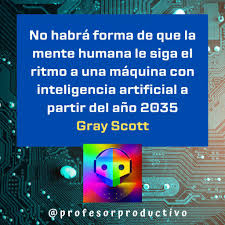 No habrá forma de que la
mente humana le siga el
ritmo a una máquina con
inteligencia artificial a
partir del año 2035
Gray Scott
@profesorproductivo